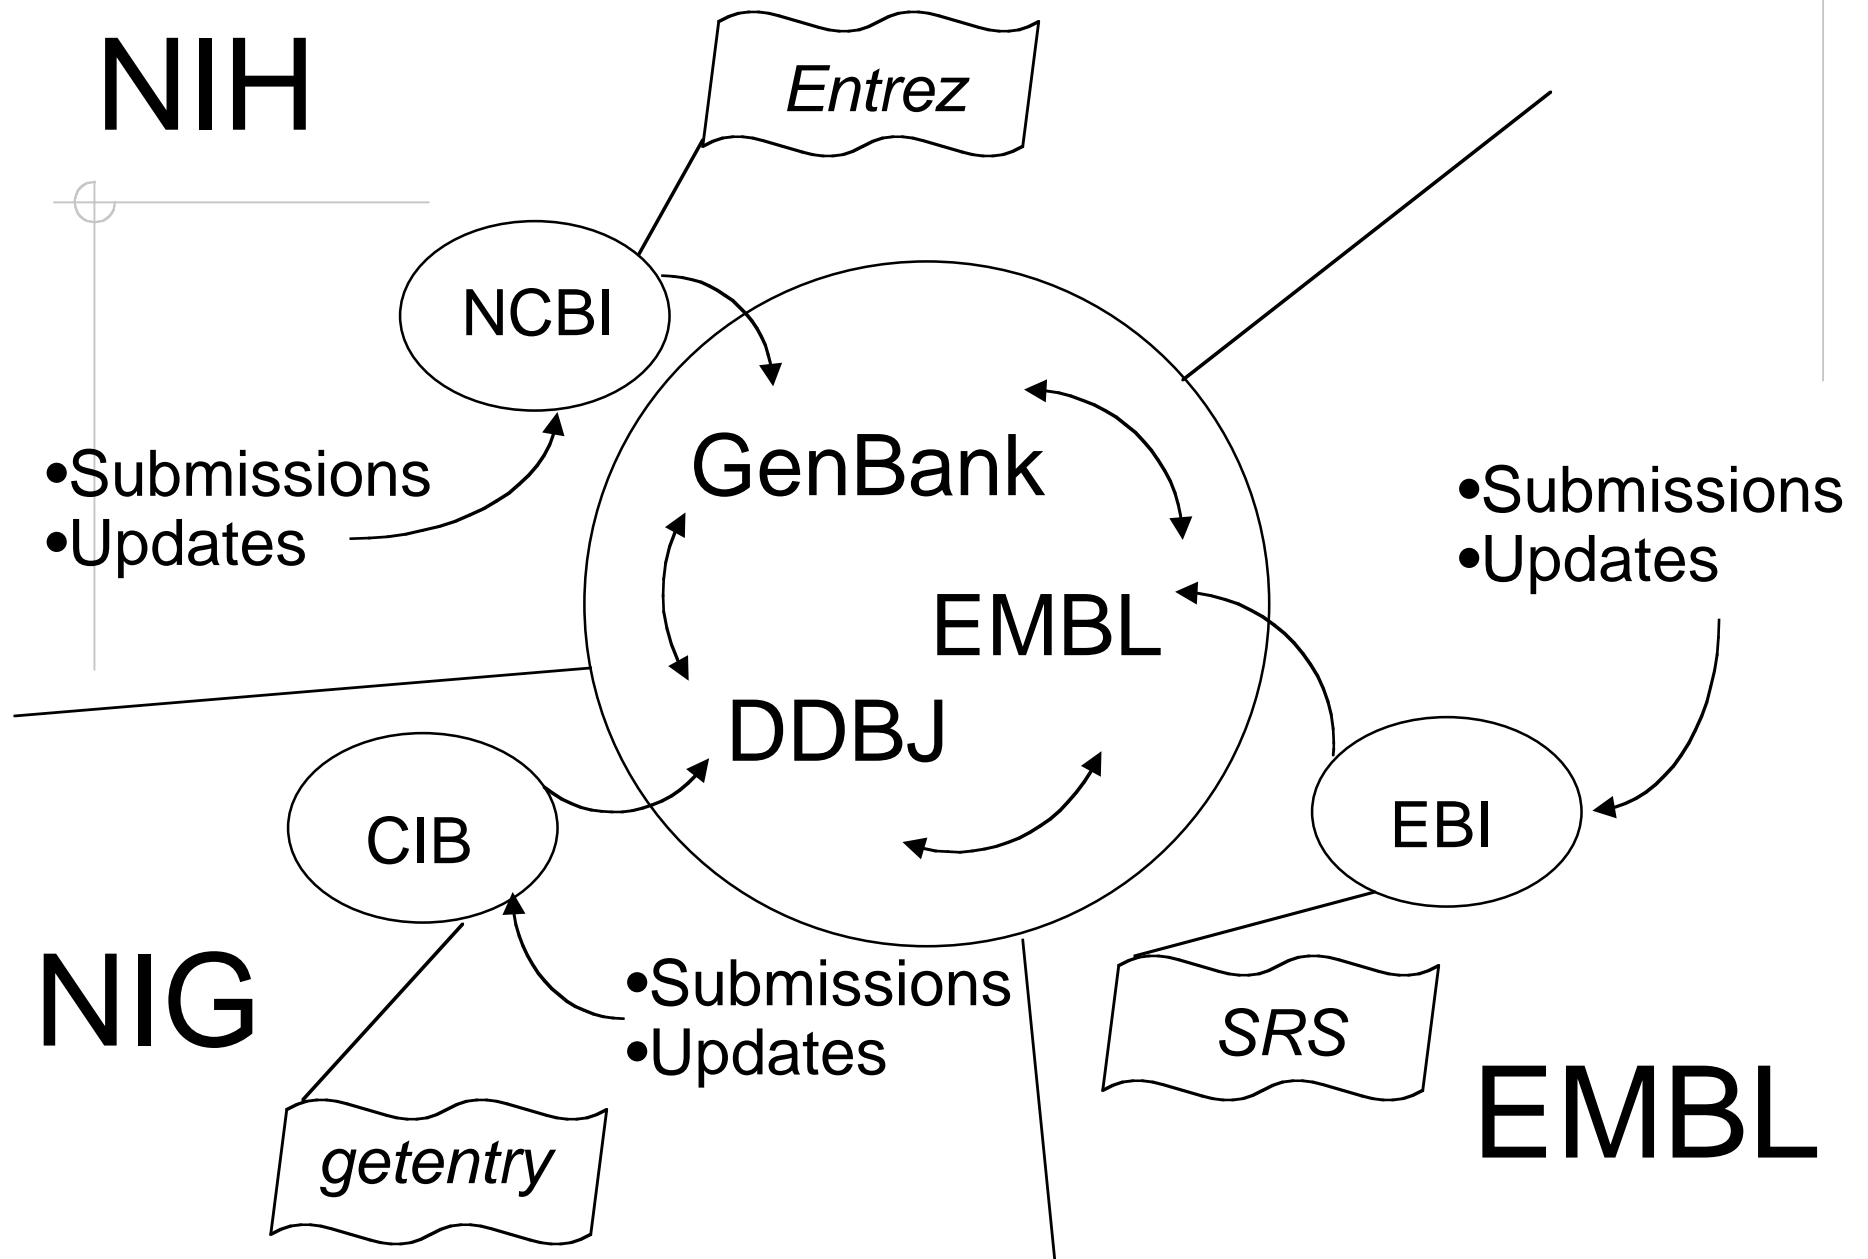 NIH
Entrez
NCBI
•Submissions
•Updates
GenBank
EMBL
DDBJ
•Submissions
•Updates
EBI
CIB
NIG
•Submissions
•Updates
getentry
SRS
EMBL